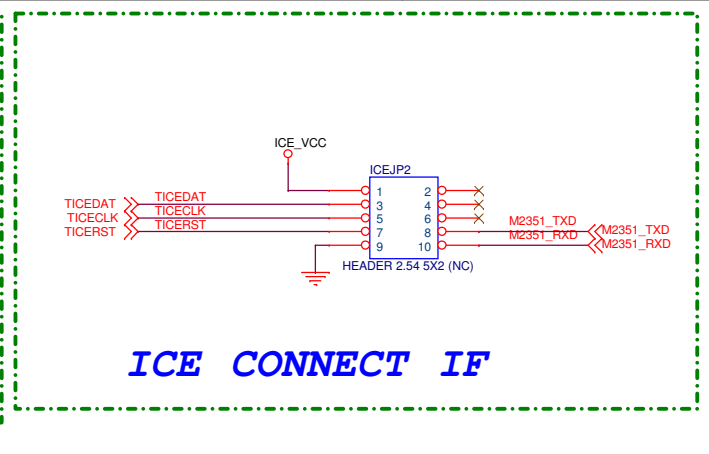 ICE_VCC
ICEJP2
1 2
TICEDAT TICEDAT 3 4
TICECLK TICECLK 5 6
TICERST TICERST 7 8 M2351_TXD M2351_TXD
9 10 M2351_RXD M2351_RXD
HEADER 2.54 5X2 (NC)
ICE CONNECT IF